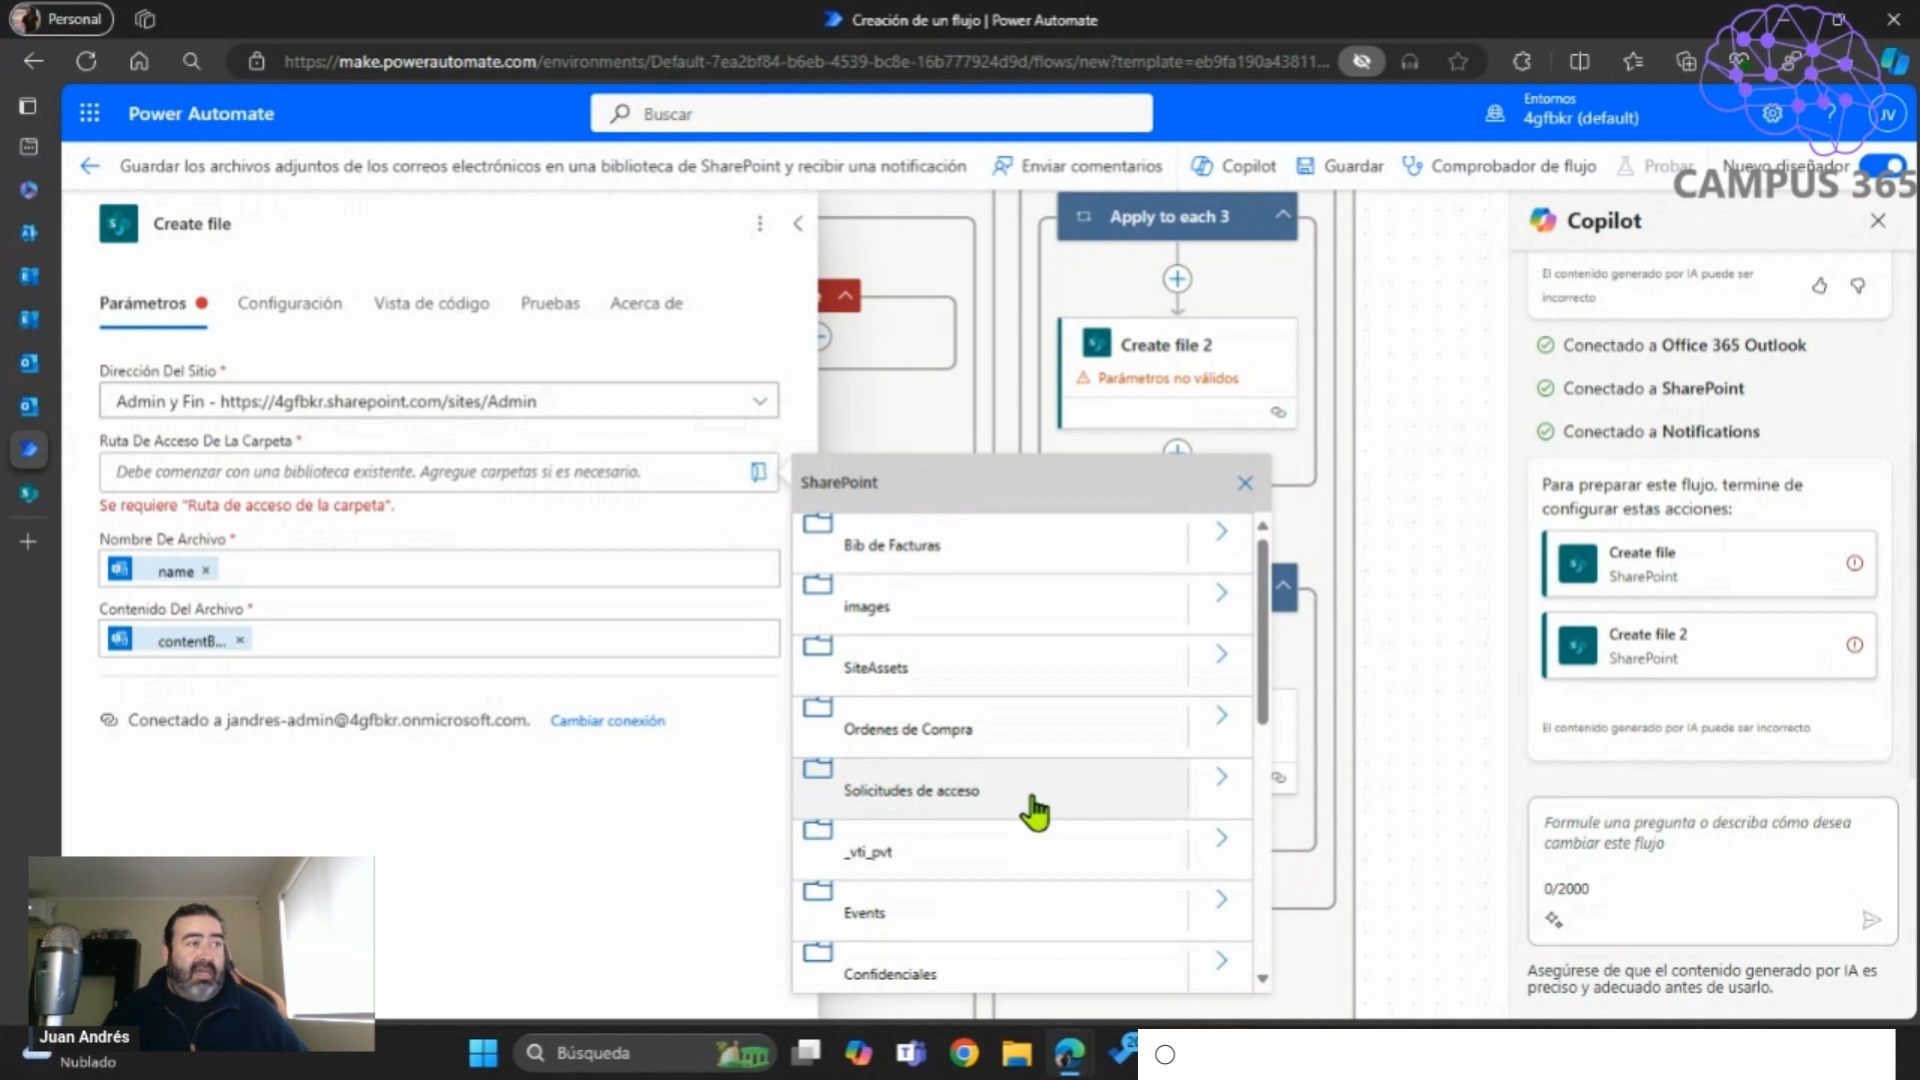 Personal
Creación de un flujo | Power Automate
https://make.powerautomate.com/environments/Default-7ea2bf84-b6eb-4539-bc8e-16b777924d9d/flows/new?template=eb9fa190a43811...
Power Automate
Buscar
Entornos
4gfbkr (default)
JV
Guardar los archivos adjuntos de los correos electrónicos en una biblioteca de SharePoint y recibir una notificación
Enviar comentarios
Copilot
Guardar
Comprobador de flujo
Probar
Nuevo diseñador
CAMPUS 365
Create file
Parámetros
Configuración
Vista de código
Pruebas
Acerca de
Dirección Del Sitio *
Admin y Fin - https://4gfbkr.sharepoint.com/sites/Admin
Ruta De Acceso De La Carpeta *
Debe comenzar con una biblioteca existente. Agregue carpetas si es necesario.
Se requiere "Ruta de acceso de la carpeta".
Nombre De Archivo *
name ×
Contenido Del Archivo *
contentB... ×
Conectado a jandres-admin@4gfbkr.onmicrosoft.com. Cambiar conexión
Apply to each 3
Create file 2
Parámetros no válidos
SharePoint
Bib de Facturas
images
SiteAssets
Ordenes de Compra
Solicitudes de acceso
_vti_pvt
Events
Confidenciales
Copilot
El contenido generado por IA puede ser
incorrecto
Conectado a Office 365 Outlook
Conectado a SharePoint
Conectado a Notifications
Para preparar este flujo, termine de
configurar estas acciones:
Create file
SharePoint
Create file 2
SharePoint
El contenido generado por IA puede ser incorrecto
Formule una pregunta o describa cómo desea
cambiar este flujo
0/2000
Asegúrese de que el contenido generado por IA es
preciso y adecuado antes de usarlo.
Juan Andrés
Nublado
Búsqueda